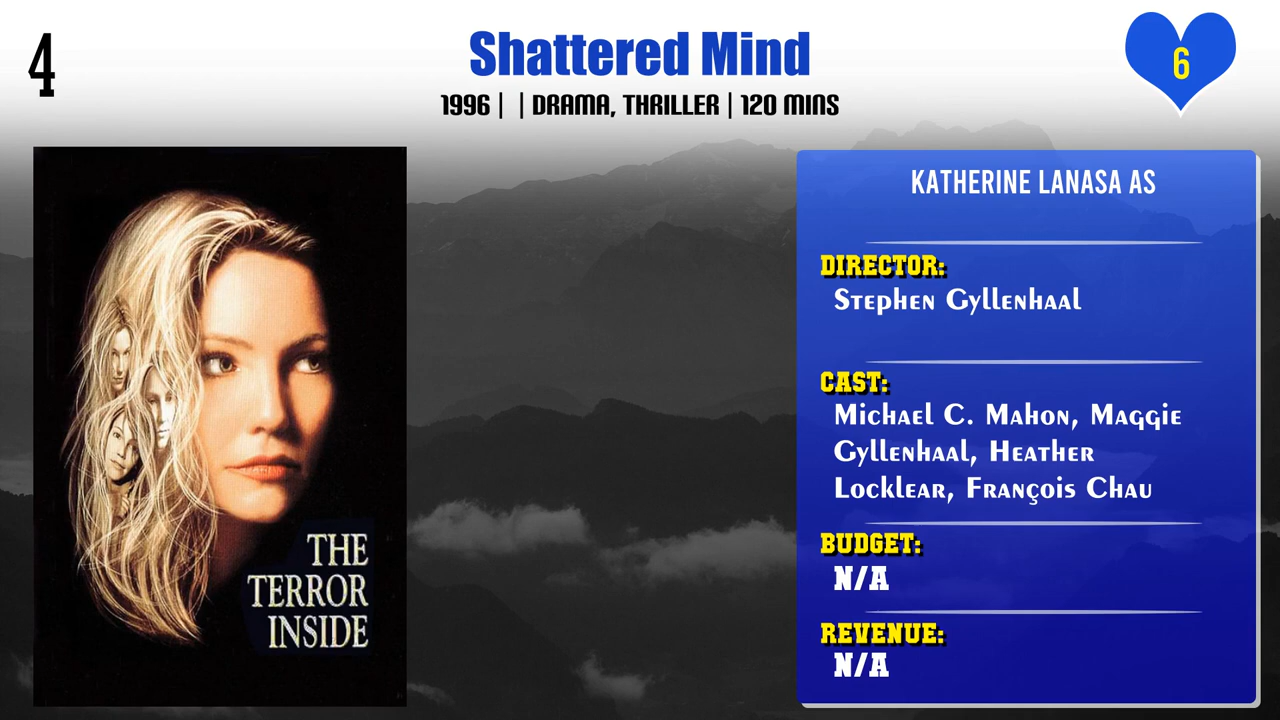 4
Shattered Mind
6
1996 | | DRAMA, THRILLER | 120 MINS
KATHERINE LANASA AS
DIRECTOR:
Stephen Gyllenhaal
CAST:
Michael C. Mahon, Maggie
Gyllenhaal, Heather
Locklear, François Chau
BUDGET:
N/A
REVENUE:
N/A
THE
TERROR
INSIDE